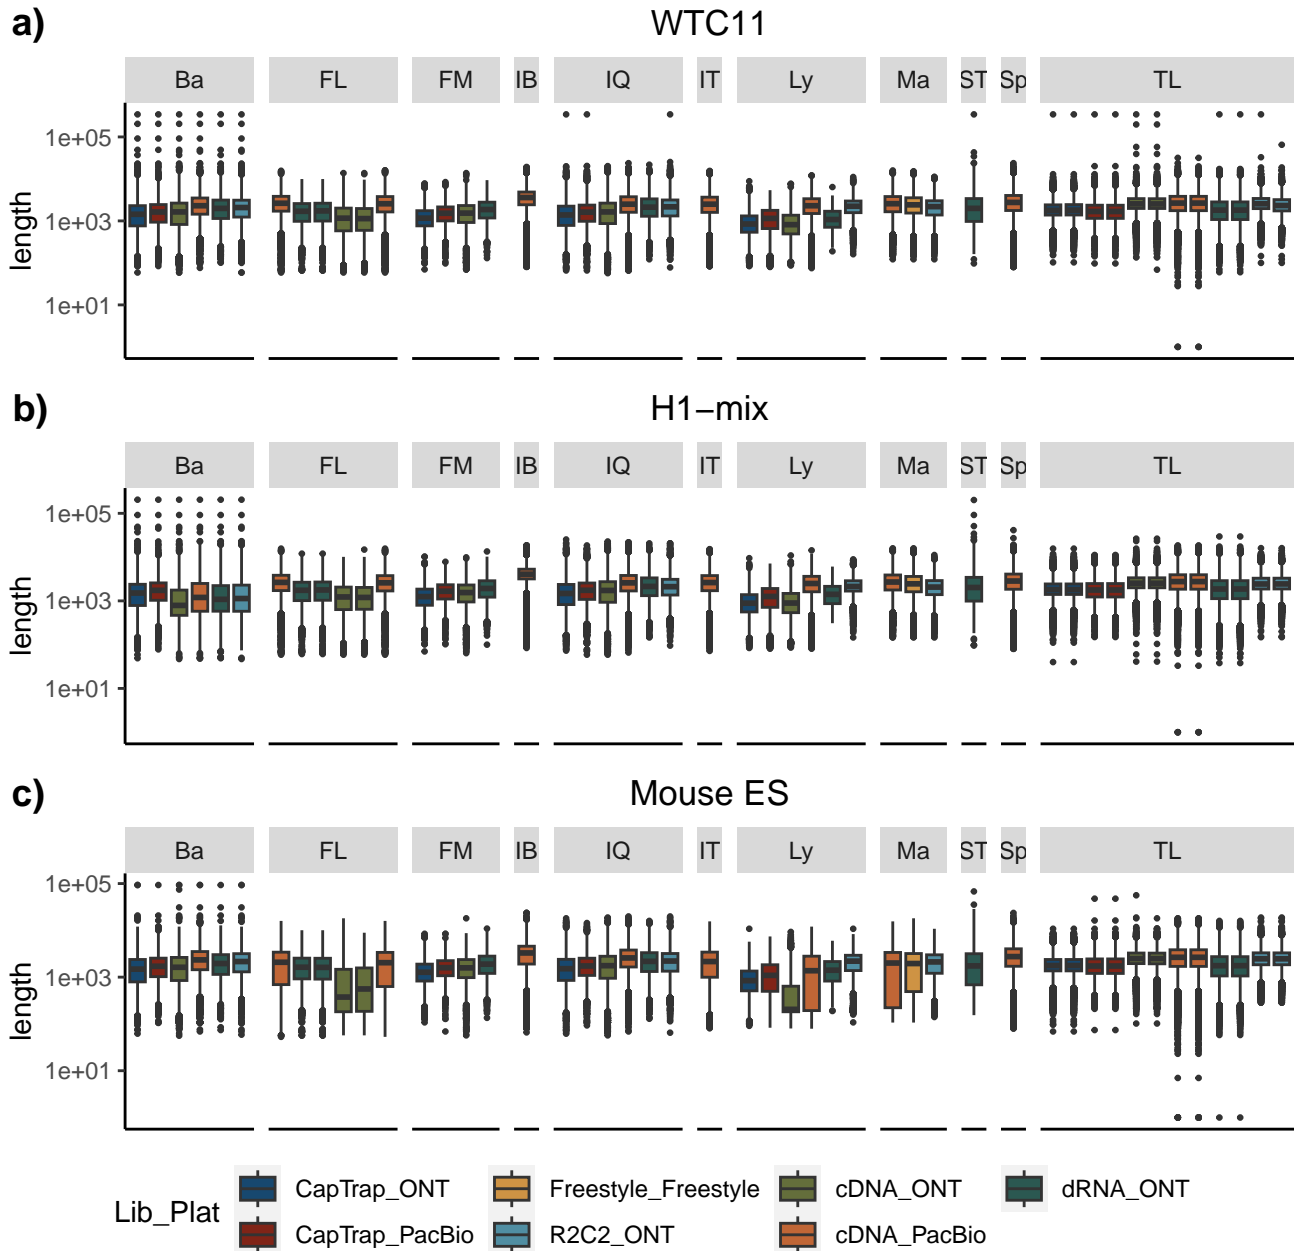 a)
WTC11
Ba FL FM IB IQ IT Ly Ma ST Sp TL
1e+05
1e+03
1e+01
length
b)
H1−mix
Ba FL FM IB IQ IT Ly Ma ST Sp TL
1e+05
1e+03
1e+01
length
c)
Mouse ES
Ba FL FM IB IQ IT Ly Ma ST Sp TL
1e+05
1e+03
1e+01
length
Lib_Plat
CapTrap_ONT Freestyle_Freestyle cDNA_ONT dRNA_ONT
CapTrap_PacBio R2C2_ONT cDNA_PacBio